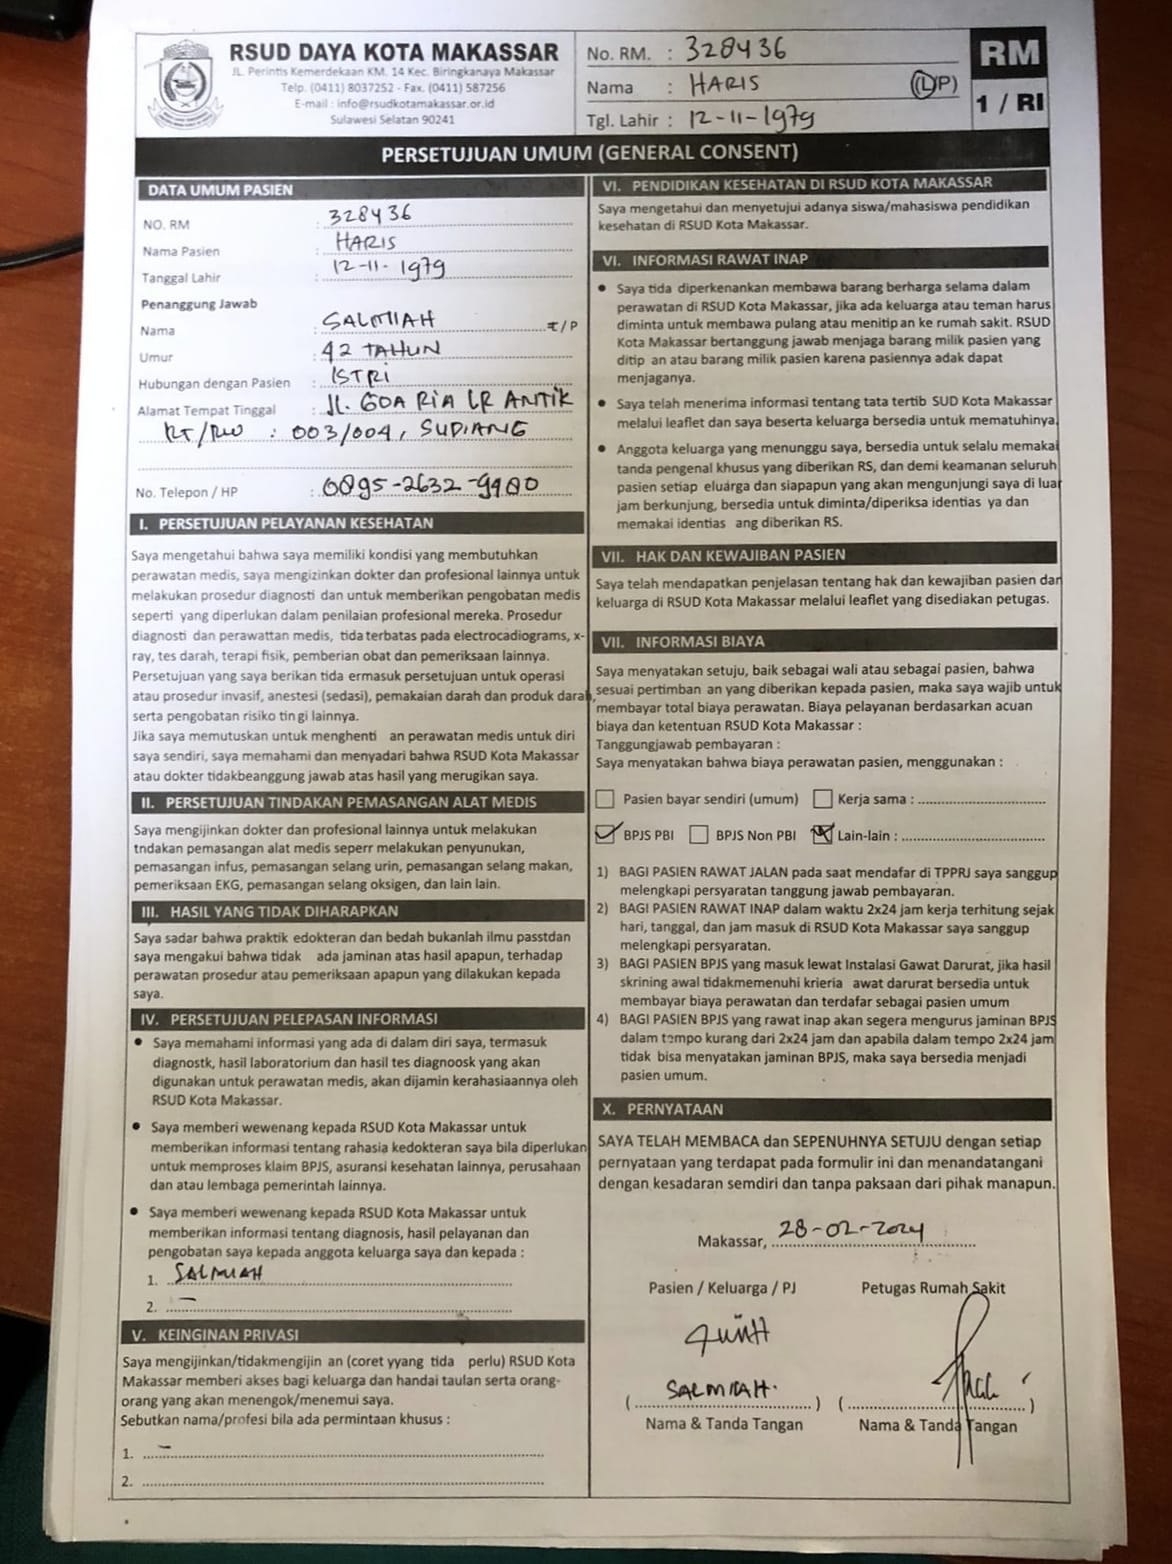 RSUD DAYA KOTA MAKASSAR
JL. Perintis Kemerdekaan KM. 14 Kec. Biringkanaya Makassar
Telp. (0411) 8037252 - Fax. (0411) 587256
E-mail : info@rsudkotamakassar.or.id
Sulawesi Selatan 90241
No. RM. : 328436
Nama : HARIS (L/P)
Tgl. Lahir : 12-11-1979
RM
1 / RI
PERSETUJUAN UMUM (GENERAL CONSENT)
DATA UMUM PASIEN
NO. RM : 328436
Nama Pasien : HARIS
Tanggal Lahir : 12-11-1979
Penanggung Jawab
Nama : SALMIAH L/P
Umur : 42 TAHUN
Hubungan dengan Pasien : ISTRI
Alamat Tempat Tinggal : Jl. GOA RIA LR ANTIK
RT/RW : 003/004, SUDIANG
No. Telepon / HP :
I. PERSETUJUAN PELAYANAN KESEHATAN
Saya mengetahui bahwa saya memiliki kondisi yang membutuhkan
perawatan medis, saya mengizinkan dokter dan profesional lainnya untuk
melakukan prosedur diagnosti dan untuk memberikan pengobatan medis
seperti yang diperlukan dalam penilaian profesional mereka. Prosedur
diagnosti dan perawattan medis, tida terbatas pada electrocadiograms, x-
ray, tes darah, terapi fisik, pemberian obat dan pemeriksaan lainnya.
Persetujuan yang saya berikan tida ermasuk persetujuan untuk operasi
atau prosedur invasif, anestesi (sedasi), pemakaian darah dan produk darah,
serta pengobatan risiko tin gi lainnya.
Jika saya memutuskan untuk menghenti an perawatan medis untuk diri
saya sendiri, saya memahami dan menyadari bahwa RSUD Kota Makassar
atau dokter tidakbeanggung jawab atas hasil yang merugikan saya.
II. PERSETUJUAN TINDAKAN PEMASANGAN ALAT MEDIS
Saya mengijinkan dokter dan profesional lainnya untuk melakukan
tndakan pemasangan alat medis seperr melakukan penyunukan,
pemasangan infus, pemasangan selang urin, pemasangan selang makan,
pemeriksaan EKG, pemasangan selang oksigen, dan lain lain.
III. HASIL YANG TIDAK DIHARAPKAN
Saya sadar bahwa praktik edokteran dan bedah bukanlah ilmu passtdan
saya mengakui bahwa tidak ada jaminan atas hasil apapun, terhadap
perawatan prosedur atau pemeriksaan apapun yang dilakukan kepada
saya.
IV. PERSETUJUAN PELEPASAN INFORMASI
• Saya memahami informasi yang ada di dalam diri saya, termasuk
diagnostk, hasil laboratorium dan hasil tes diagnoosk yang akan
digunakan untuk perawatan medis, akan dijamin kerahasiaannya oleh
RSUD Kota Makassar.
• Saya memberi wewenang kepada RSUD Kota Makassar untuk
memberikan informasi tentang rahasia kedokteran saya bila diperlukan
untuk memproses klaim BPJS, asuransi kesehatan lainnya, perusahaan
dan atau lembaga pemerintah lainnya.
• Saya memberi wewenang kepada RSUD Kota Makassar untuk
memberikan informasi tentang diagnosis, hasil pelayanan dan
pengobatan saya kepada anggota keluarga saya dan kepada :
1. SALMIAH
2. –
V. KEINGINAN PRIVASI
Saya mengijinkan/tidakmengijin an (coret yyang tida perlu) RSUD Kota
Makassar memberi akses bagi keluarga dan handai taulan serta orang-
orang yang akan menengok/menemui saya.
Sebutkan nama/profesi bila ada permintaan khusus :
1. –
2.
VI. PENDIDIKAN KESEHATAN DI RSUD KOTA MAKASSAR
Saya mengetahui dan menyetujui adanya siswa/mahasiswa pendidikan
kesehatan di RSUD Kota Makassar.
VI. INFORMASI RAWAT INAP
• Saya tida diperkenankan membawa barang berharga selama dalam
perawatan di RSUD Kota Makassar, jika ada keluarga atau teman harus
diminta untuk membawa pulang atau menitip an ke rumah sakit. RSUD
Kota Makassar bertanggung jawab menjaga barang milik pasien yang
ditip an atau barang milik pasien karena pasiennya adak dapat
menjaganya.
• Saya telah menerima informasi tentang tata tertib SUD Kota Makassar
melalui leaflet dan saya beserta keluarga bersedia untuk mematuhinya.
• Anggota keluarga yang menunggu saya, bersedia untuk selalu memakai
tanda pengenal khusus yang diberikan RS, dan demi keamanan seluruh
pasien setiap eluarga dan siapapun yang akan mengunjungi saya di luar
jam berkunjung, bersedia untuk diminta/diperiksa identias ya dan
memakai identias ang diberikan RS.
VII. HAK DAN KEWAJIBAN PASIEN
Saya telah mendapatkan penjelasan tentang hak dan kewajiban pasien dan
keluarga di RSUD Kota Makassar melalui leaflet yang disediakan petugas.
VII. INFORMASI BIAYA
Saya menyatakan setuju, baik sebagai wali atau sebagai pasien, bahwa
sesuai pertimban an yang diberikan kepada pasien, maka saya wajib untuk
membayar total biaya perawatan. Biaya pelayanan berdasarkan acuan
biaya dan ketentuan RSUD Kota Makassar :
Tanggungjawab pembayaran :
Saya menyatakan bahwa biaya perawatan pasien, menggunakan :
Pasien bayar sendiri (umum) Kerja sama :
BPJS PBI BPJS Non PBI Lain-lain :
1) BAGI PASIEN RAWAT JALAN pada saat mendafar di TPPRJ saya sanggup
melengkapi persyaratan tanggung jawab pembayaran.
2) BAGI PASIEN RAWAT INAP dalam waktu 2x24 jam kerja terhitung sejak
hari, tanggal, dan jam masuk di RSUD Kota Makassar saya sanggup
melengkapi persyaratan.
3) BAGI PASIEN BPJS yang masuk lewat Instalasi Gawat Darurat, jika hasil
skrining awal tidakmemenuhi krieria awat darurat bersedia untuk
membayar biaya perawatan dan terdafar sebagai pasien umum
4) BAGI PASIEN BPJS yang rawat inap akan segera mengurus jaminan BPJS
dalam tempo kurang dari 2x24 jam dan apabila dalam tempo 2x24 jam
tidak bisa menyatakan jaminan BPJS, maka saya bersedia menjadi
pasien umum.
X. PERNYATAAN
SAYA TELAH MEMBACA dan SEPENUHNYA SETUJU dengan setiap
pernyataan yang terdapat pada formulir ini dan menandatangani
dengan kesadaran semdiri dan tanpa paksaan dari pihak manapun.
Makassar, 28-02-2024
Pasien / Keluarga / PJ Petugas Rumah Sakit
( SALMIAH. ) ( )
Nama & Tanda Tangan Nama & Tanda Tangan